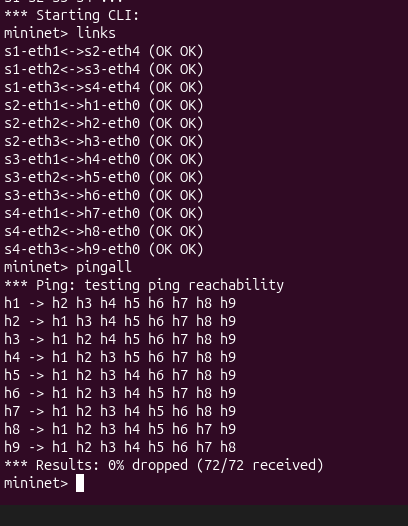 *** Starting CLI:
mininet> links
s1-eth1<->s2-eth4 (OK OK)
s1-eth2<->s3-eth4 (OK OK)
s1-eth3<->s4-eth4 (OK OK)
s2-eth1<->h1-eth0 (OK OK)
s2-eth2<->h2-eth0 (OK OK)
s2-eth3<->h3-eth0 (OK OK)
s3-eth1<->h4-eth0 (OK OK)
s3-eth2<->h5-eth0 (OK OK)
s3-eth3<->h6-eth0 (OK OK)
s4-eth1<->h7-eth0 (OK OK)
s4-eth2<->h8-eth0 (OK OK)
s4-eth3<->h9-eth0 (OK OK)
mininet> pingall
*** Ping: testing ping reachability
h1 -> h2 h3 h4 h5 h6 h7 h8 h9
h2 -> h1 h3 h4 h5 h6 h7 h8 h9
h3 -> h1 h2 h4 h5 h6 h7 h8 h9
h4 -> h1 h2 h3 h5 h6 h7 h8 h9
h5 -> h1 h2 h3 h4 h6 h7 h8 h9
h6 -> h1 h2 h3 h4 h5 h7 h8 h9
h7 -> h1 h2 h3 h4 h5 h6 h8 h9
h8 -> h1 h2 h3 h4 h5 h6 h7 h9
h9 -> h1 h2 h3 h4 h5 h6 h7 h8
*** Results: 0% dropped (72/72 received)
mininet>